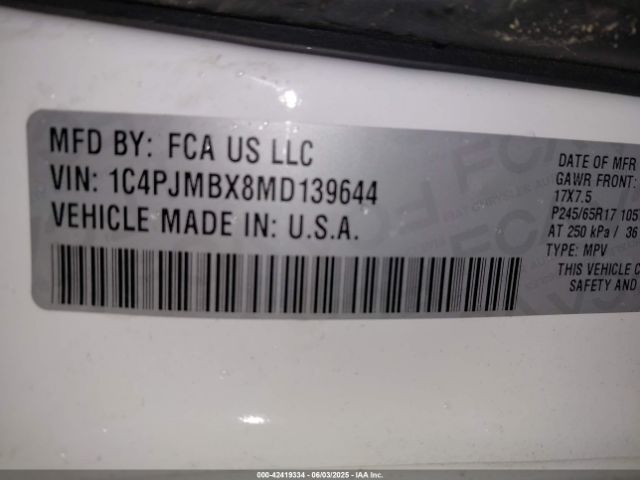 MFD BY: FCA US LLC
VIN: 1C4PJMBX8MD139644
VEHICLE MADE IN: U.S.A.
DATE OF MFR
GAWR FRONT:
17X7.5
P245/65R17 105
AT 250 kPa / 36
TYPE: MPV
THIS VEHICLE C
SAFETY AND
000-42419334 - 06/03/2025 - IAA Inc.